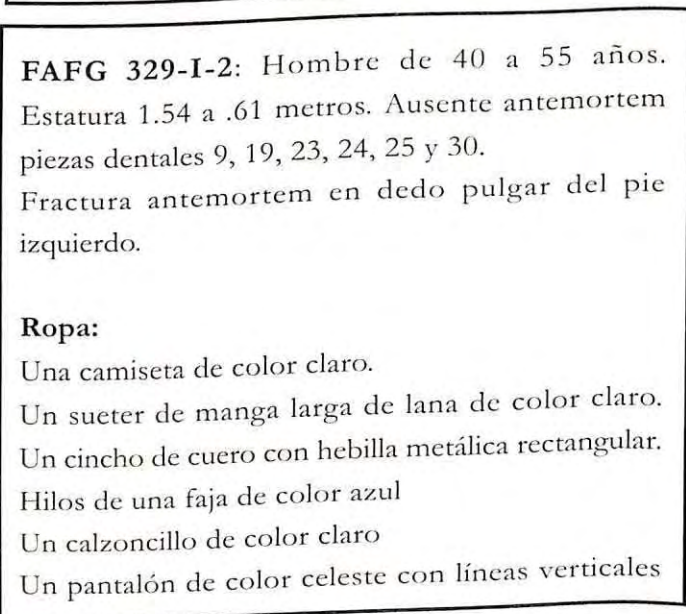 FAFG 329-I-2: Hombre de 40 a 55 años.
Estatura 1.54 a .61 metros. Ausente antemortem
piezas dentales 9, 19, 23, 24, 25 y 30.
Fractura antemortem en dedo pulgar del pie
izquierdo.
Ropa:
Una camiseta de color claro.
Un sueter de manga larga de lana de color claro.
Un cincho de cuero con hebilla metálica rectangular.
Hilos de una faja de color azul
Un calzoncillo de color claro
Un pantalón de color celeste con líneas verticales